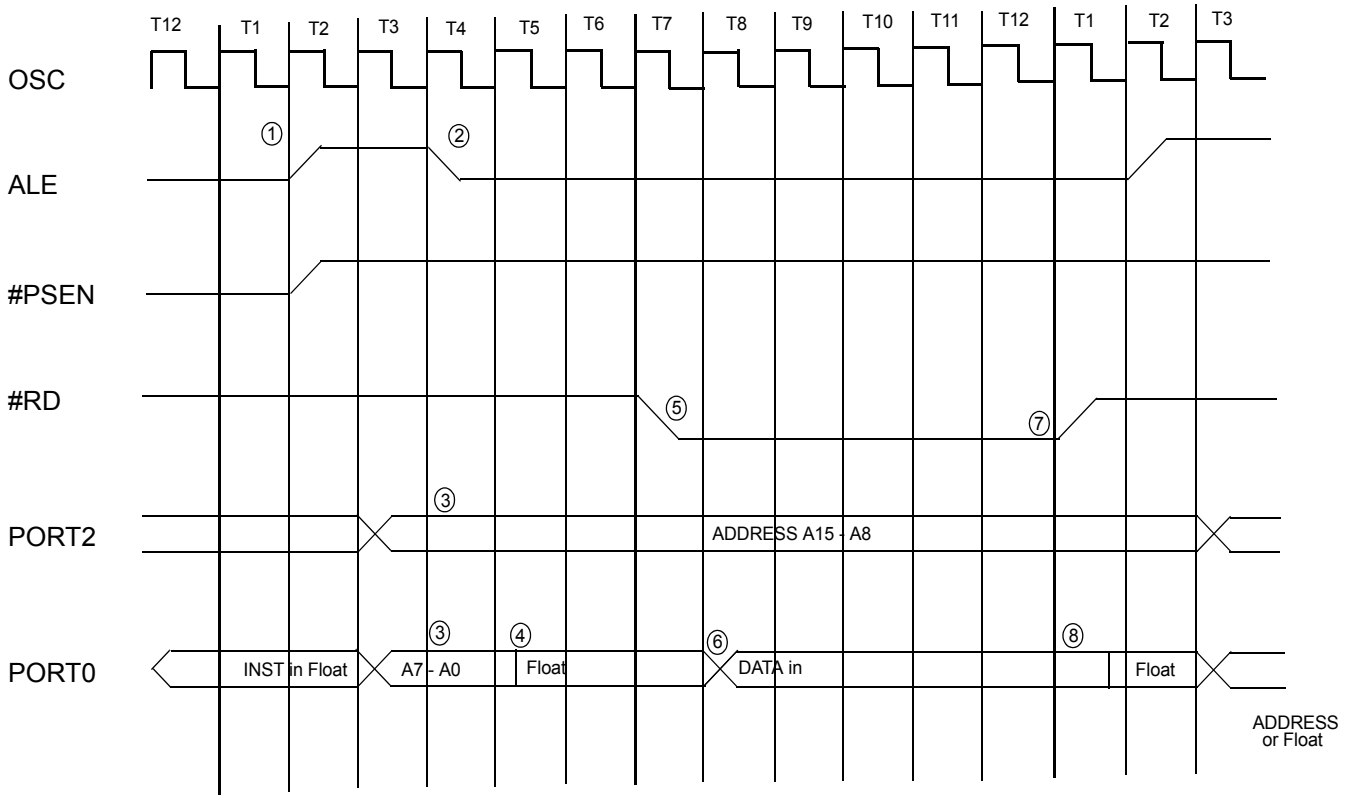 T12 T1 T2 T3 T4 T5 T6 T7 T8 T9 T10 T11 T12 T1 T2 T3
OSC
① ②
ALE
#PSEN
#RD
⑤ ⑦
③
PORT2
ADDRESS A15 - A8
③ ④ ⑥ ⑧
PORT0
INST in Float A7 - A0 Float DATA in Float
ADDRESS
or Float